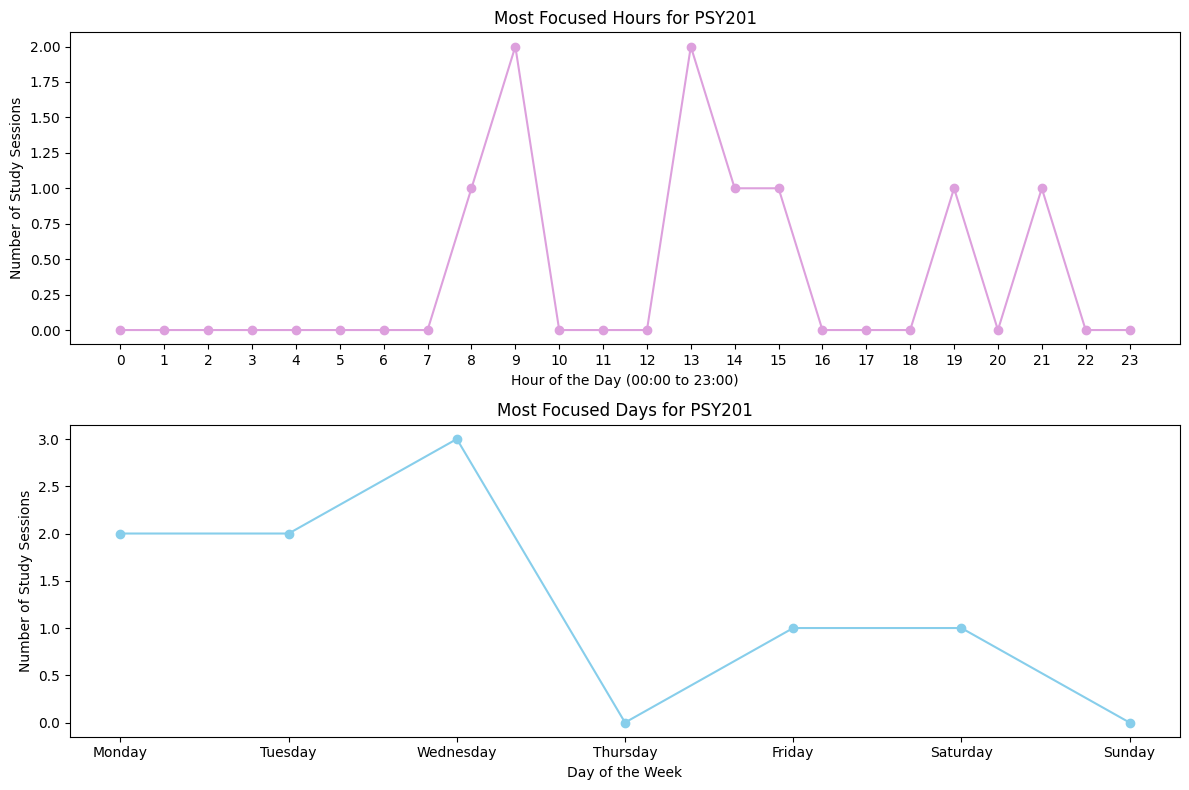 Most Focused Hours for PSY201
Number of Study Sessions
2.00
1.75
1.50
1.25
1.00
0.75
0.50
0.25
0.00
0 1 2 3 4 5 6 7 8 9 10 11 12 13 14 15 16 17 18 19 20 21 22 23
Hour of the Day (00:00 to 23:00)
Most Focused Days for PSY201
Number of Study Sessions
3.0
2.5
2.0
1.5
1.0
0.5
0.0
Monday Tuesday Wednesday Thursday Friday Saturday Sunday
Day of the Week